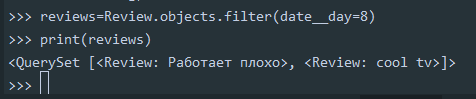 >>> reviews=Review.objects.filter(date__day=8)
>>> print(reviews)
<QuerySet [<Review: Работает плохо>, <Review: cool tv>]>
>>>